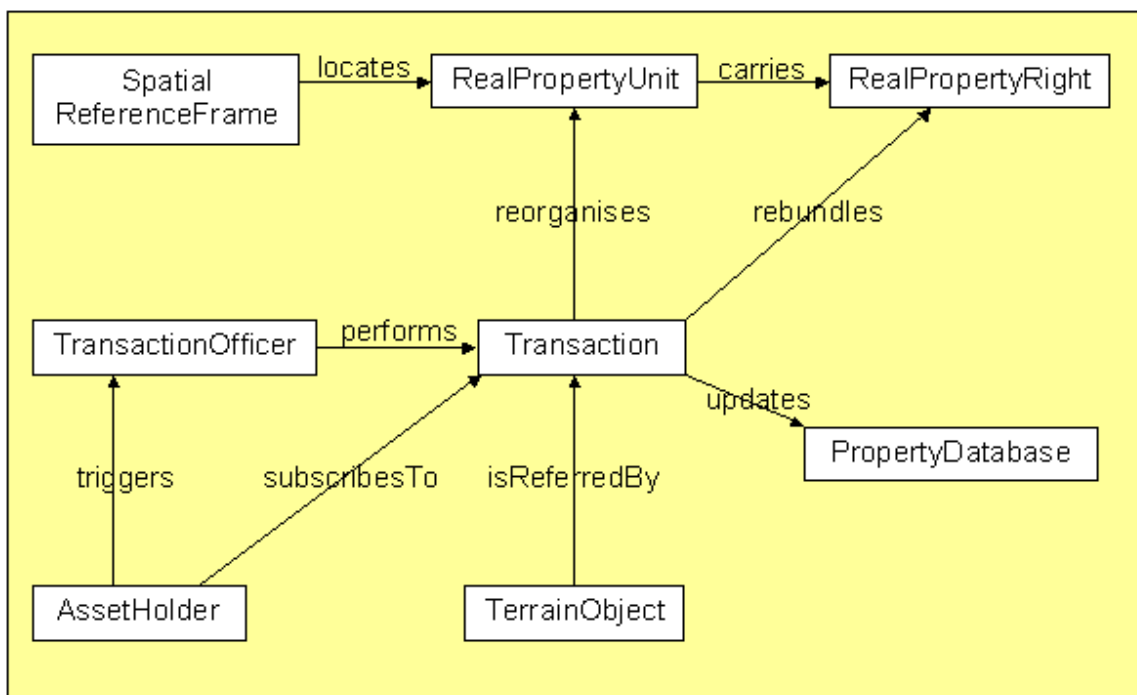 Spatial
ReferenceFrame
locates
RealPropertyUnit
carries
RealPropertyRight
reorganises
rebundles
TransactionOfficer
performs
Transaction
updates
PropertyDatabase
triggers
subscribesTo
isReferredBy
AssetHolder
TerrainObject